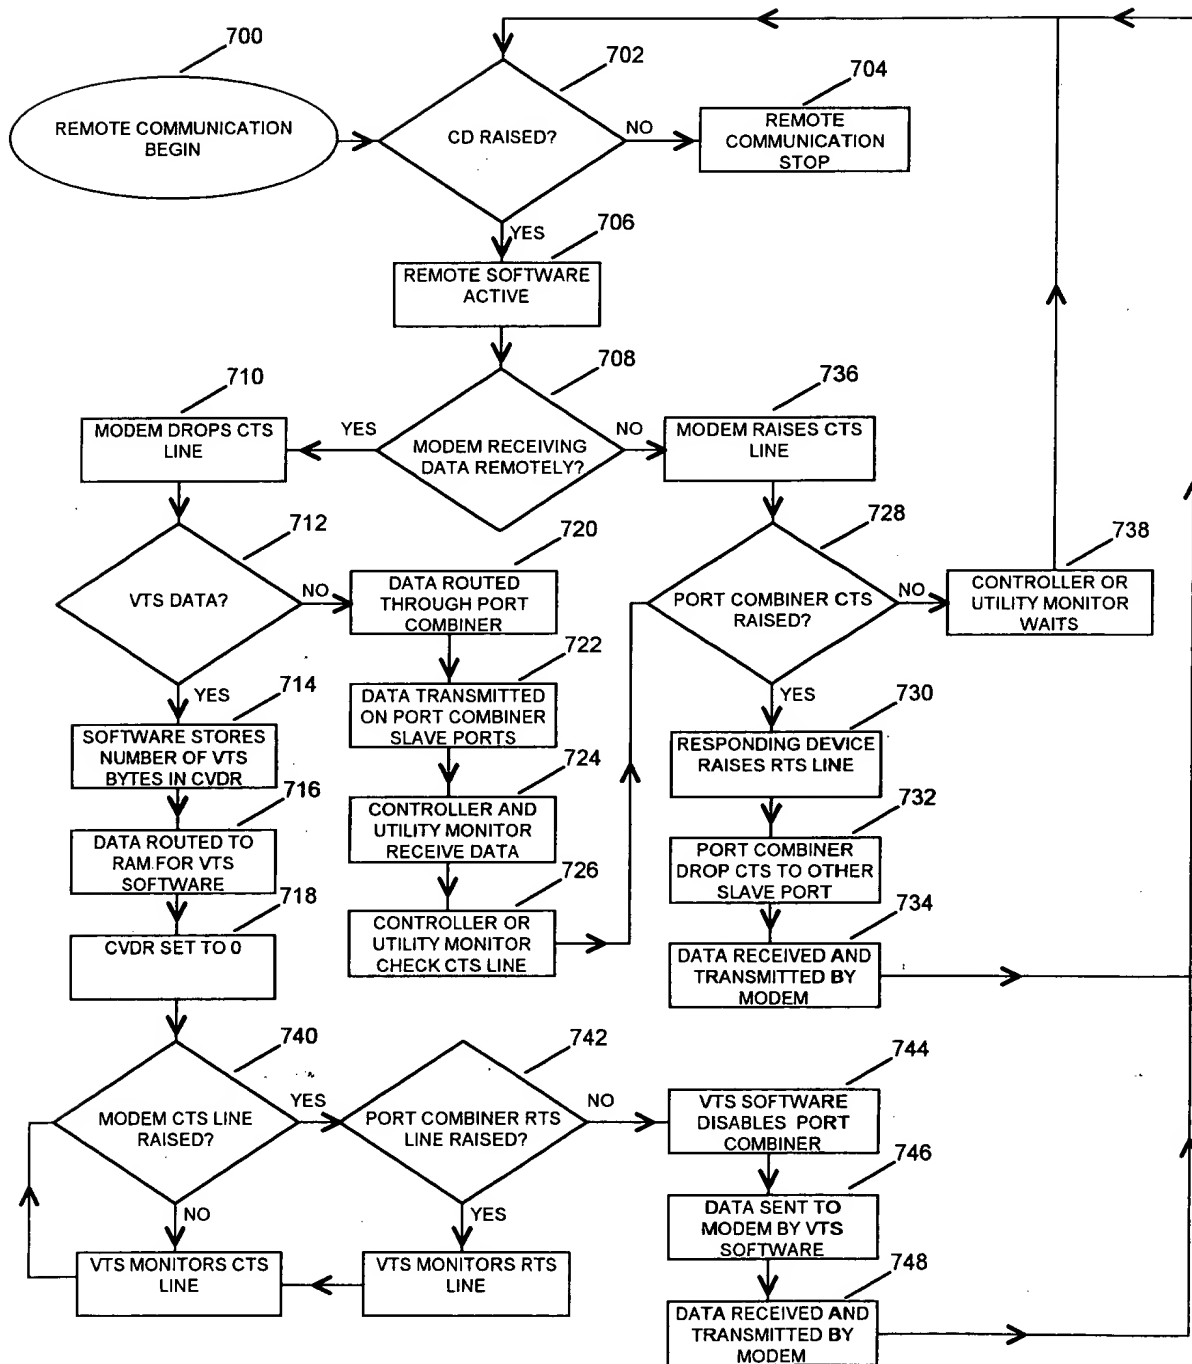 700
REMOTE COMMUNICATION
BEGIN
702
CD RAISED?
NO
704
REMOTE
COMMUNICATION
STOP
YES
706
REMOTE SOFTWARE
ACTIVE
708
MODEM RECEIVING
DATA REMOTELY?
YES
NO
710
MODEM DROPS CTS
LINE
736
MODEM RAISES CTS
LINE
712
VTS DATA?
NO
720
DATA ROUTED
THROUGH PORT
COMBINER
728
PORT COMBINER CTS
RAISED?
NO
738
CONTROLLER OR
UTILITY MONITOR
WAITS
YES
714
SOFTWARE STORES
NUMBER OF VTS
BYTES IN CVDR
722
DATA TRANSMITTED
ON PORT COMBINER
SLAVE PORTS
YES
730
RESPONDING DEVICE
RAISES RTS LINE
716
DATA ROUTED TO
RAM FOR VTS
SOFTWARE
724
CONTROLLER AND
UTILITY MONITOR
RECEIVE DATA
732
PORT COMBINER
DROP CTS TO OTHER
SLAVE PORT
718
CVDR SET TO 0
726
CONTROLLER OR
UTILITY MONITOR
CHECK CTS LINE
734
DATA RECEIVED AND
TRANSMITTED BY
MODEM
740
MODEM CTS LINE
RAISED?
YES
742
PORT COMBINER RTS
LINE RAISED?
NO
744
VTS SOFTWARE
DISABLES PORT
COMBINER
NO
VTS MONITORS CTS
LINE
YES
VTS MONITORS RTS
LINE
746
DATA SENT TO
MODEM BY VTS
SOFTWARE
748
DATA RECEIVED AND
TRANSMITTED BY
MODEM